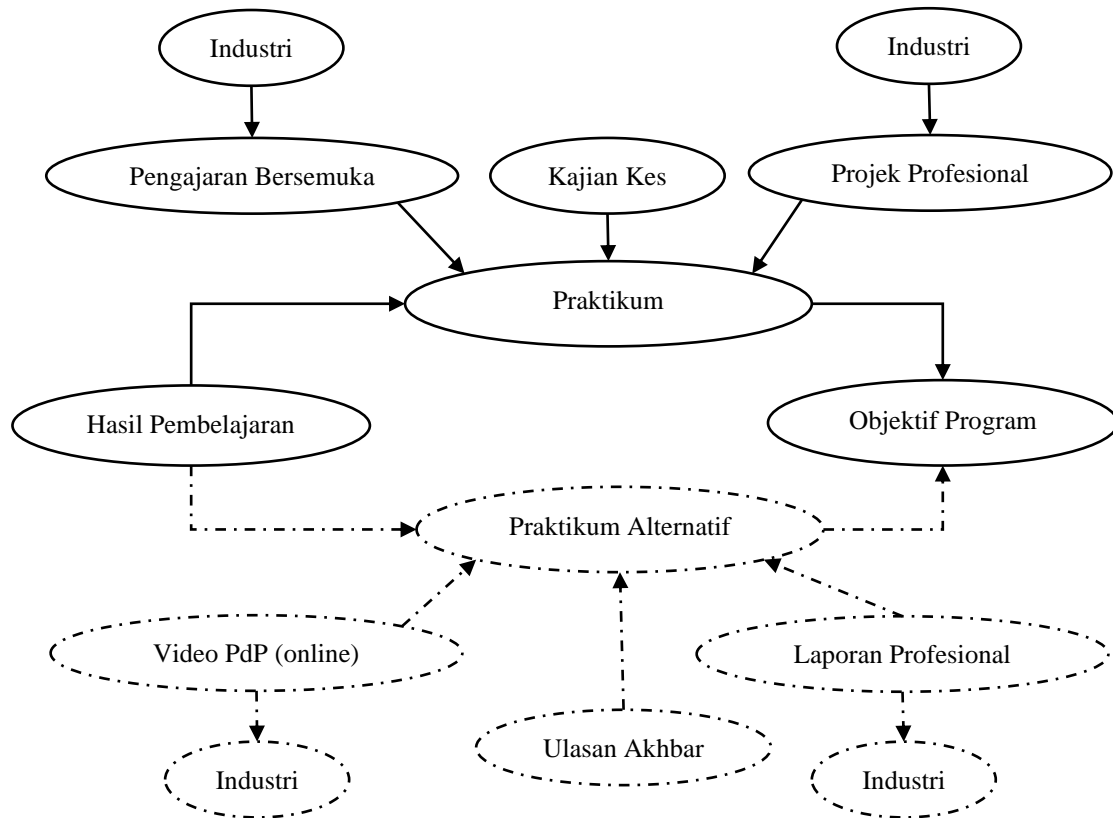 Industri
Industri
Pengajaran Bersemuka
Kajian Kes
Projek Profesional
Praktikum
Hasil Pembelajaran
Objektif Program
Praktikum Alternatif
Video PdP (online)
Laporan Profesional
Ulasan Akhbar
Industri
Industri